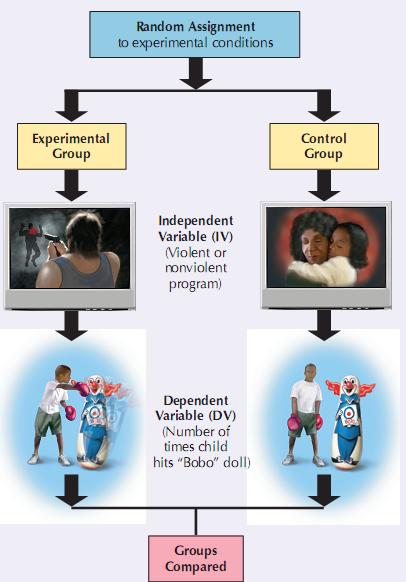 Random Assignment
to experimental conditions
Experimental
Group
Control
Group
Independent
Variable (IV)
(Violent or
nonviolent
program)
Dependent
Variable (DV)
(Number of
times child
hits “Bobo” doll)
Groups
Compared